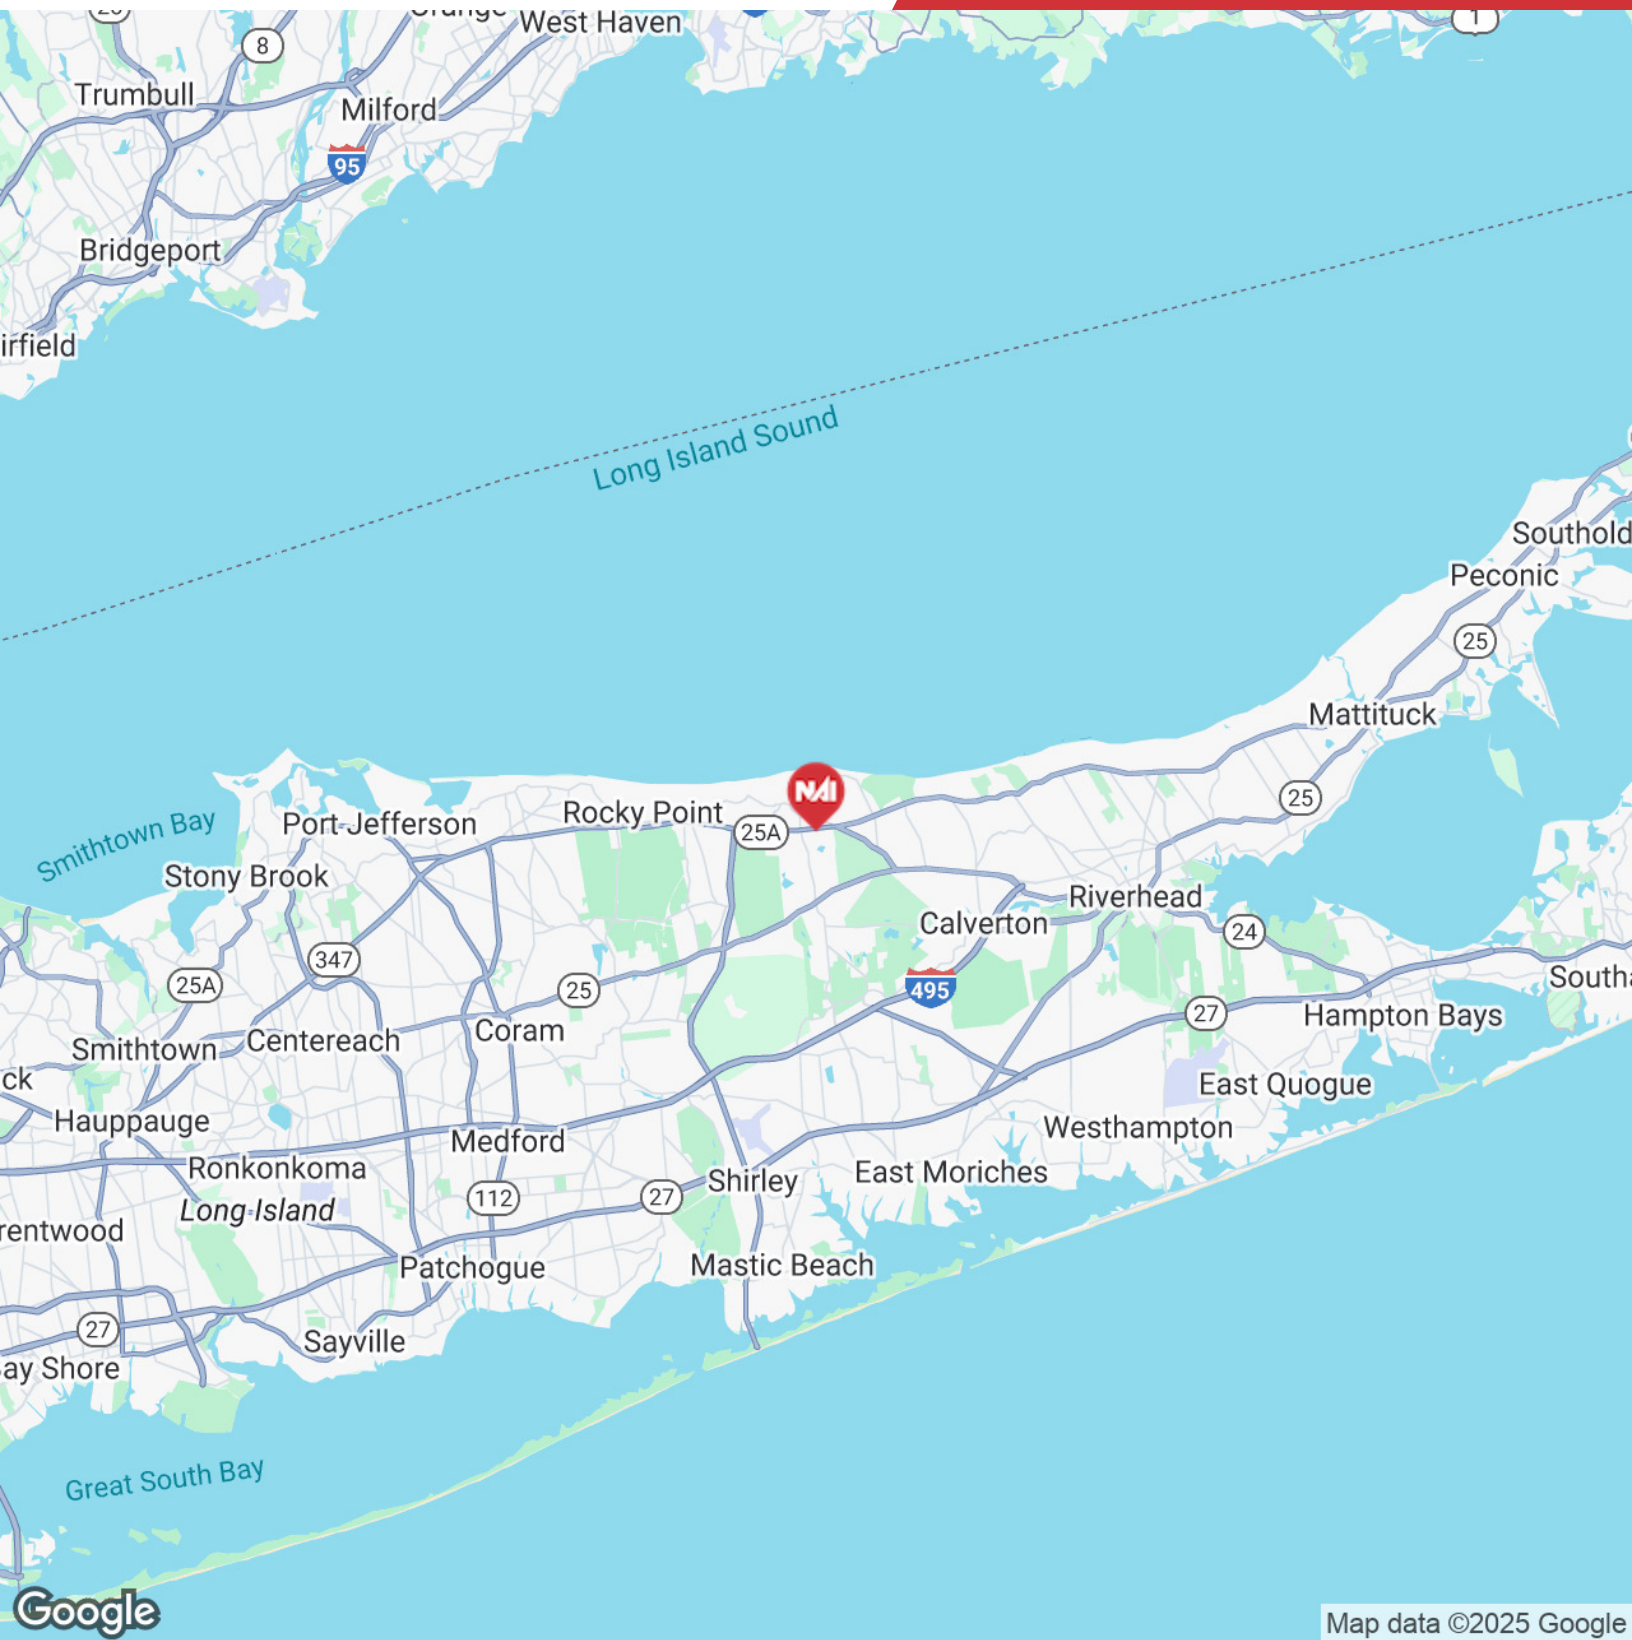 West Haven
8
1
Trumbull
Milford
95
Bridgeport
irfield
Long Island Sound
Southold
Peconic
25
Mattituck
NAI
25
Rocky Point
25A
Port Jefferson
Smithtown Bay
Stony Brook
Riverhead
Calverton
24
347
25A
25
495
Southa
27
Hampton Bays
Coram
Centereach
Smithtown
ck
East Quogue
Hauppauge
Westhampton
Medford
Ronkonkoma
East Moriches
Shirley
27
112
Long Island
rentwood
Mastic Beach
Patchogue
27
Sayville
ay Shore
Great South Bay
Google
Map data ©2025 Google